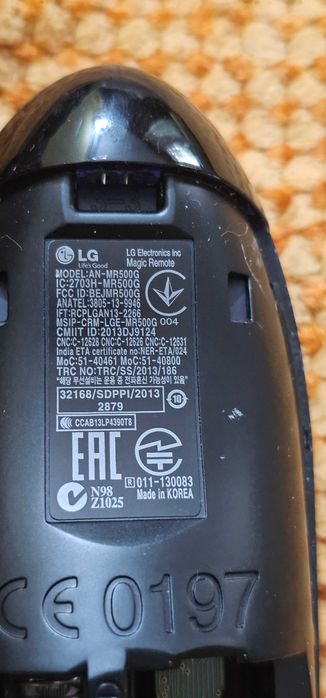 LG Electronics Inc
LG
Life's Good
Magic Remote
MODEL:AN-MR500G
IC:2703H-MR500G
FCC ID:BEJMR500G
ANATEL:3805-13-9946
IFT:RCPLGAN13-2266
MSIP-CRM-LGE-MR500G 004
CMIIT ID:2013DJ9124
CNC:C-12628 CNC:C-12626 CNC:C-12631
India ETA certificate no:NER-ETA/024
MoC:51-40461 MoC:51-40800
TRC NO:TRC/SS/2013/186
"해당 무선설비는 운용 중 전파혼신 가능성이 있음"
32168/SDPPI/2013
2879
10
CCAB13LP4390T8
EAC
R 011-130083
Made in KOREA
N98
Z1025
CE 0197